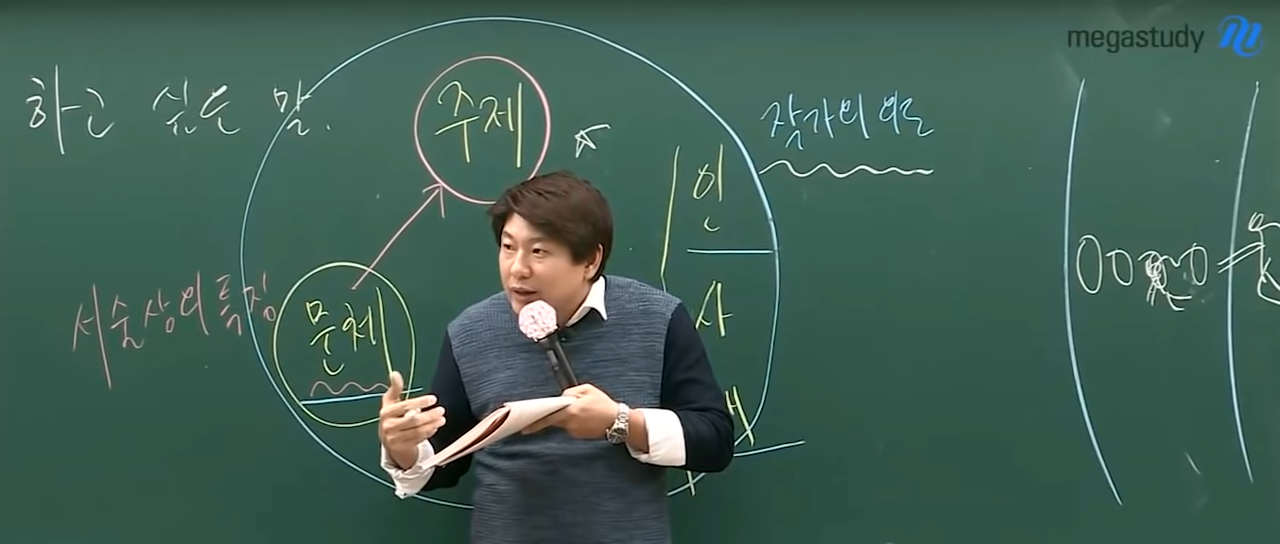 megastudy
하고 싶은 말.
주제
작가의 의도
인
사
서술상의 특징
문체